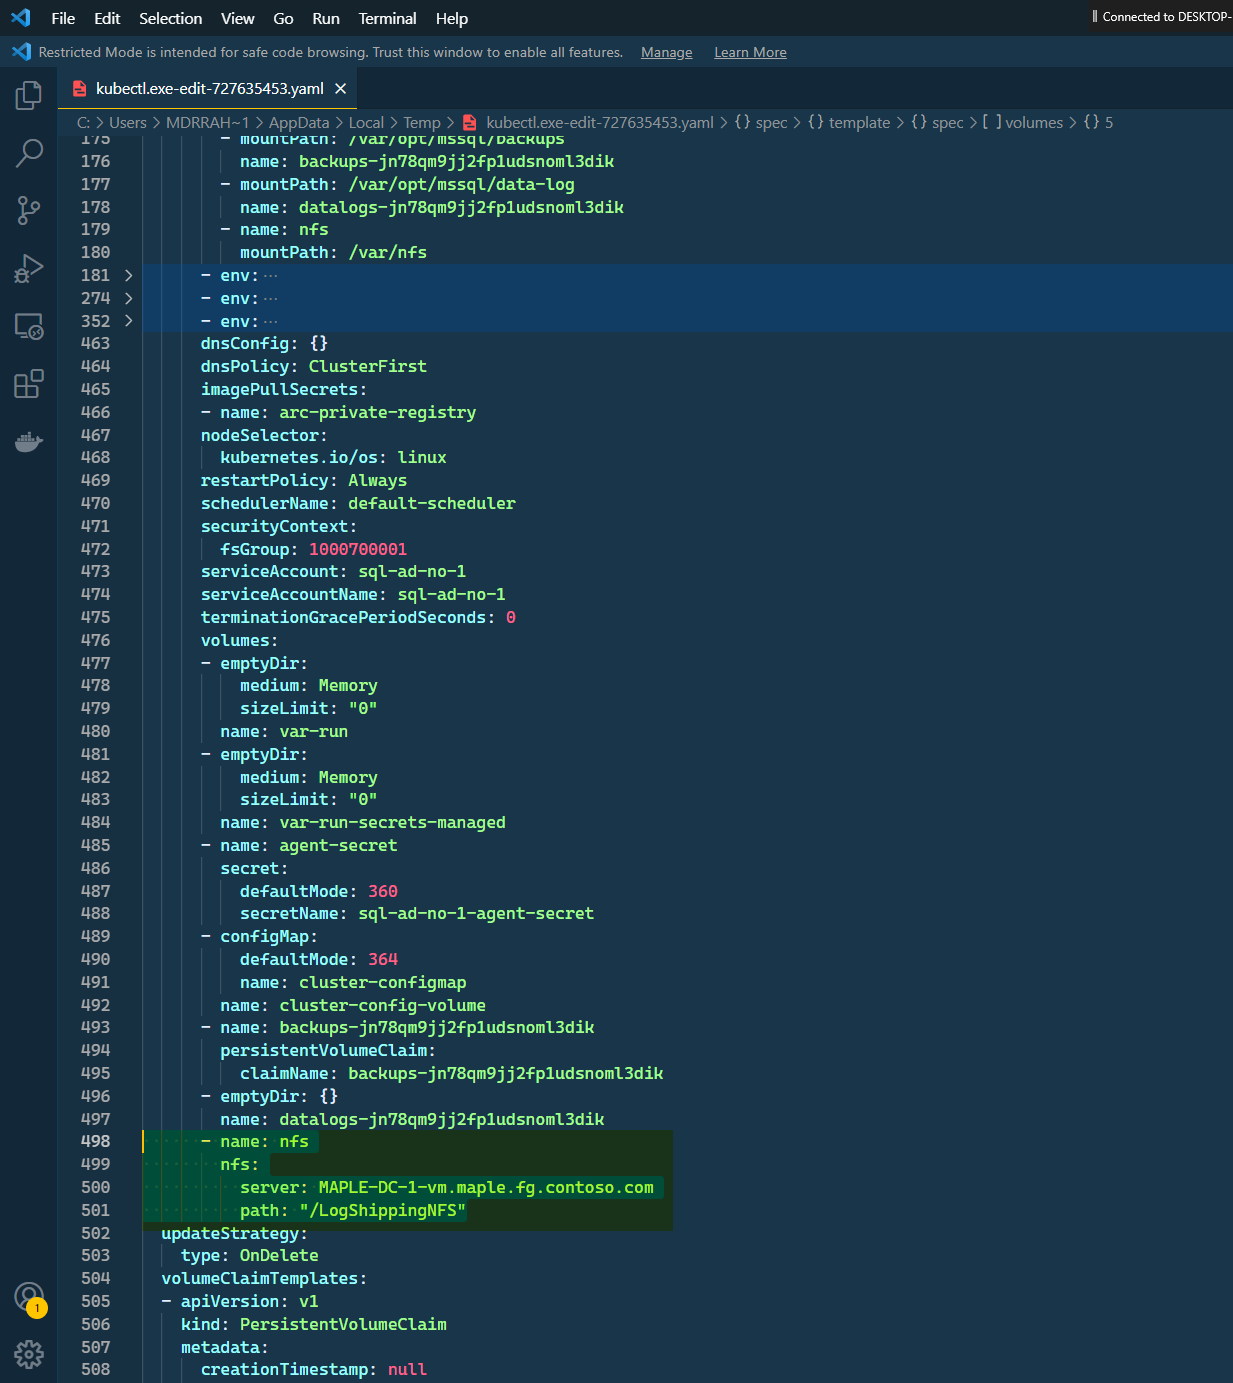 File Edit Selection View Go Run Terminal Help
Connected to DESKTOP-
Restricted Mode is intended for safe code browsing. Trust this window to enable all features. Manage Learn More
kubectl.exe-edit-727635453.yaml
C: > Users > MDRRAH~1 > AppData > Local > Temp > kubectl.exe-edit-727635453.yaml > {} spec > {} template > {} spec > [ ] volumes > {} 5
175 - mountPath: /var/opt/mssql/backups
176 name: backups-jn78qm9jj2fp1udsnoml3dik
177 - mountPath: /var/opt/mssql/data-log
178 name: datalogs-jn78qm9jj2fp1udsnoml3dik
179 - name: nfs
180 mountPath: /var/nfs
181 > - env: ...
274 > - env: ...
352 > - env: ...
463 dnsConfig: {}
464 dnsPolicy: ClusterFirst
465 imagePullSecrets:
466 - name: arc-private-registry
467 nodeSelector:
468 kubernetes.io/os: linux
469 restartPolicy: Always
470 schedulerName: default-scheduler
471 securityContext:
472 fsGroup: 1000700001
473 serviceAccount: sql-ad-no-1
474 serviceAccountName: sql-ad-no-1
475 terminationGracePeriodSeconds: 0
476 volumes:
477 - emptyDir:
478 medium: Memory
479 sizeLimit: "0"
480 name: var-run
481 - emptyDir:
482 medium: Memory
483 sizeLimit: "0"
484 name: var-run-secrets-managed
485 - name: agent-secret
486 secret:
487 defaultMode: 360
488 secretName: sql-ad-no-1-agent-secret
489 - configMap:
490 defaultMode: 364
491 name: cluster-configmap
492 name: cluster-config-volume
493 - name: backups-jn78qm9jj2fp1udsnoml3dik
494 persistentVolumeClaim:
495 claimName: backups-jn78qm9jj2fp1udsnoml3dik
496 - emptyDir: {}
497 name: datalogs-jn78qm9jj2fp1udsnoml3dik
498 - name: nfs
499 nfs:
500 server: MAPLE-DC-1-vm.maple.fg.contoso.com
501 path: "/LogShippingNFS"
502 updateStrategy:
503 type: OnDelete
504 volumeClaimTemplates:
505 - apiVersion: v1
506 kind: PersistentVolumeClaim
507 metadata:
508 creationTimestamp: null
1